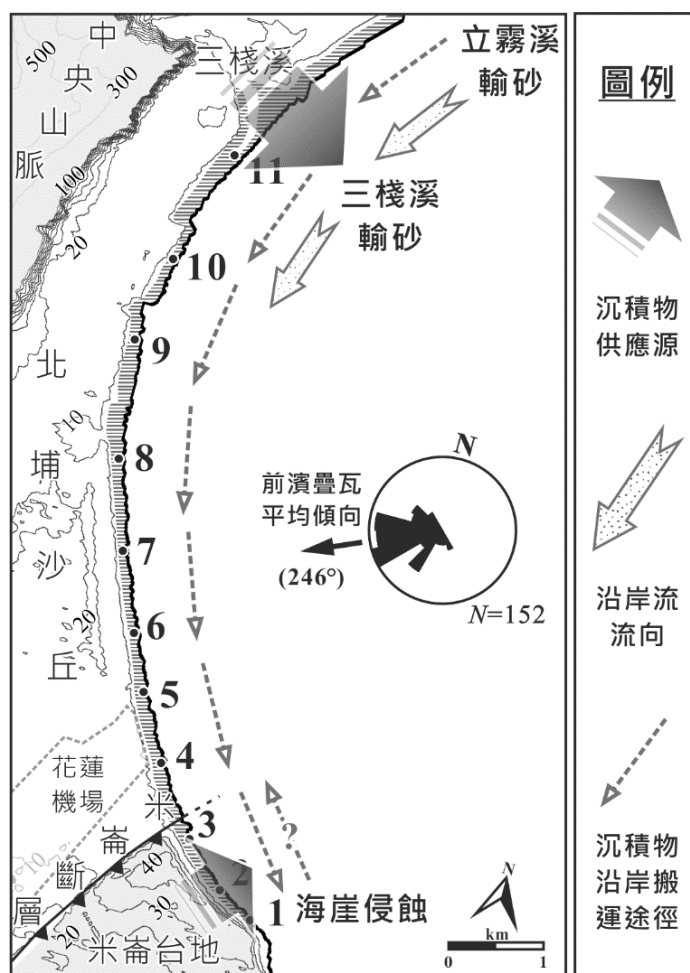 中
央
山
脈
500
300
100
20
三棧溪
立霧溪
輸砂
三棧溪
輸砂
11
10
9
8
7
6
5
4
3
2
1
北
埔
沙
丘
10
20
前濱疊瓦
平均傾向
(246°)
N
N=152
花蓮
機場
米
崙
斷
層
10
40
30
20
米崙台地
?
海崖侵蝕
N
km
0 1
圖例
沉積物
供應源
沿岸流
流向
沉積物
沿岸搬
運途徑